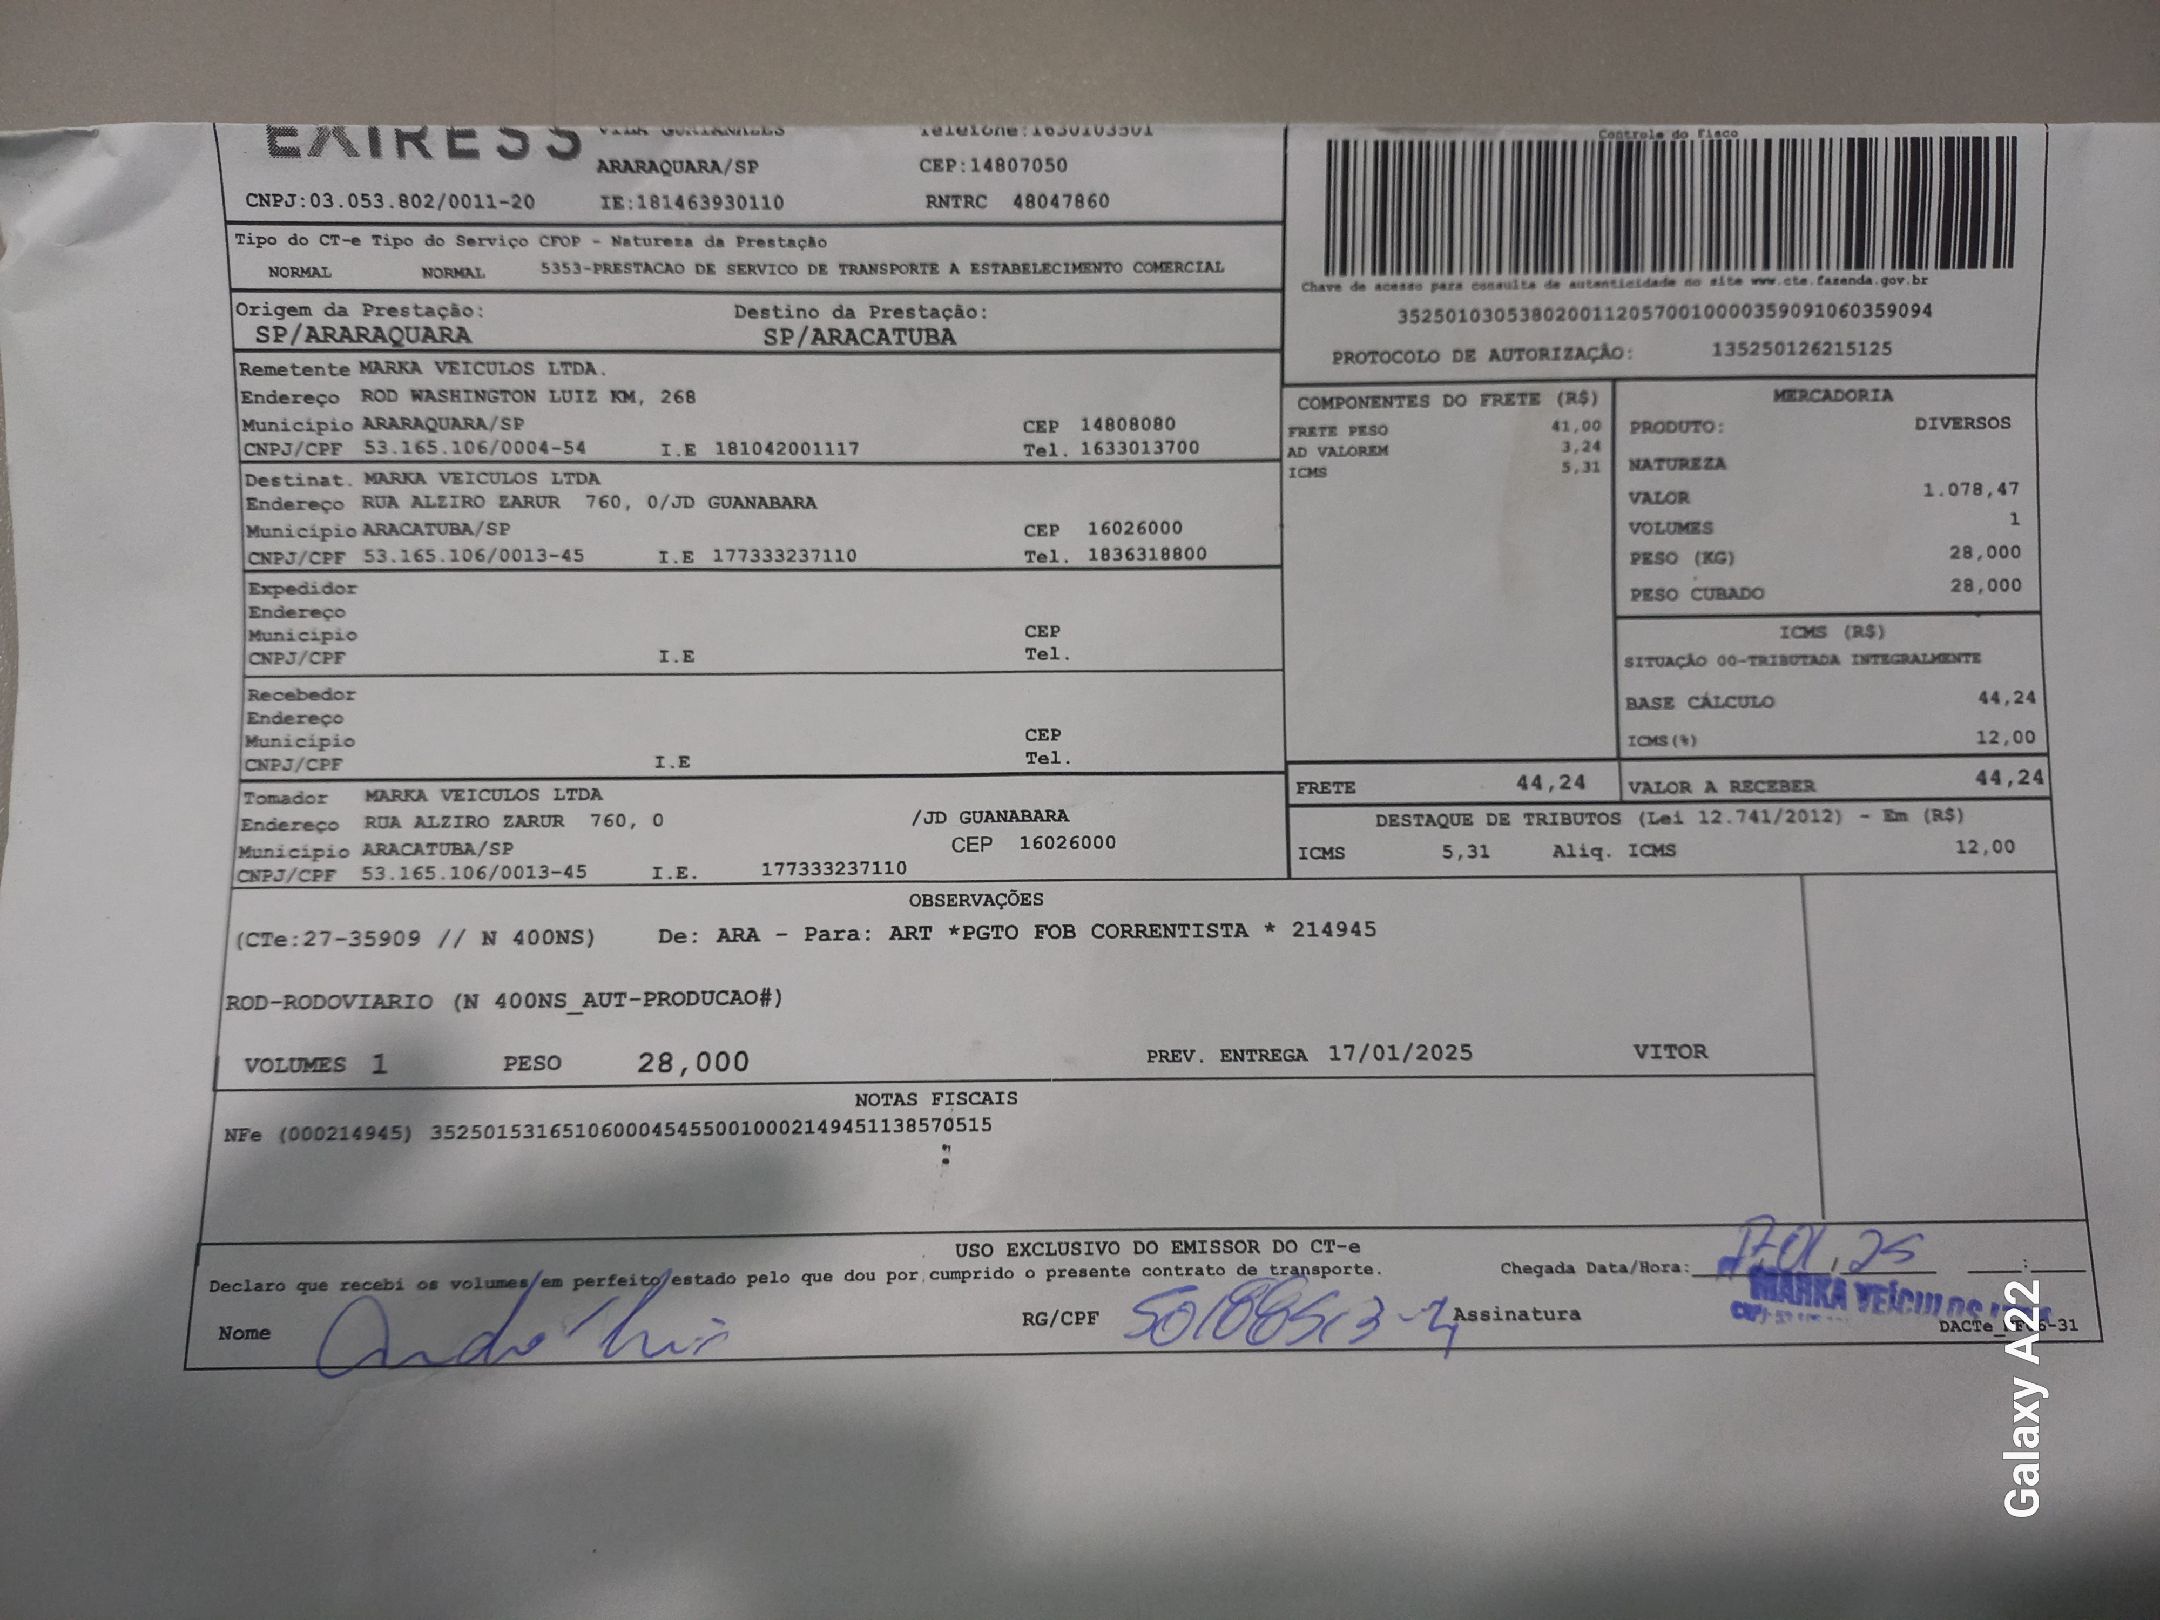 EXPRESS
ARARAQUARA/SP CEP:14807050
CNPJ:03.053.802/0011-20 IE:181463930110 RNTRC 48047860
Tipo do CT-e Tipo do Serviço CFOP - Natureza da Prestação
NORMAL NORMAL 5353-PRESTACAO DE SERVICO DE TRANSPORTE A ESTABELECIMENTO COMERCIAL
Origem da Prestação: Destino da Prestação:
SP/ARARAQUARA SP/ARACATUBA
Remetente MARKA VEICULOS LTDA.
Endereço ROD WASHINGTON LUIZ KM, 268
Município ARARAQUARA/SP CEP 14808080
CNPJ/CPF 53.165.106/0004-54 I.E 181042001117 Tel. 1633013700
Destinat. MARKA VEICULOS LTDA
Endereço RUA ALZIRO ZARUR 760, 0/JD GUANABARA
Município ARACATUBA/SP CEP 16026000
CNPJ/CPF 53.165.106/0013-45 I.E 177333237110 Tel. 1836318800
Expedidor
Endereço
Município CEP
CNPJ/CPF I.E Tel.
Recebedor
Endereço
Município CEP
CNPJ/CPF I.E Tel.
Tomador MARKA VEICULOS LTDA
Endereço RUA ALZIRO ZARUR 760, 0 /JD GUANABARA
Município ARACATUBA/SP CEP 16026000
CNPJ/CPF 53.165.106/0013-45 I.E. 177333237110
Controle do Fisco
Chave de acesso para consulta de autenticidade no site www.cte.fazenda.gov.br
35250103053802001120570010000359091060359094
PROTOCOLO DE AUTORIZAÇÃO: 135250126215125
COMPONENTES DO FRETE (R$)
FRETE PESO 41,00
AD VALOREM 3,24
ICMS 5,31
MERCADORIA
PRODUTO: DIVERSOS
NATUREZA
VALOR 1.078,47
VOLUMES 1
PESO (KG) 28,000
PESO CUBADO 28,000
ICMS (R$)
SITUAÇÃO 00-TRIBUTADA INTEGRALMENTE
BASE CÁLCULO 44,24
ICMS(%) 12,00
FRETE 44,24 VALOR A RECEBER 44,24
DESTAQUE DE TRIBUTOS (Lei 12.741/2012) - Em (R$)
ICMS 5,31 Aliq. ICMS 12,00
OBSERVAÇÕES
(CTe:27-35909 // N 400NS) De: ARA - Para: ART *PGTO FOB CORRENTISTA * 214945
ROD-RODOVIARIO (N 400NS_AUT-PRODUCAO#)
VOLUMES 1 PESO 28,000 PREV. ENTREGA 17/01/2025 VITOR
NOTAS FISCAIS
NFe (000214945) 35250153165106000454550010002149451138570515
USO EXCLUSIVO DO EMISSOR DO CT-e
Declaro que recebi os volumes em perfeito estado pelo que dou por cumprido o presente contrato de transporte. Chegada Data/Hora: 17.01.25 :
Nome André Luis RG/CPF Assinatura
MARKA VEÍCULOS
Galaxy A22